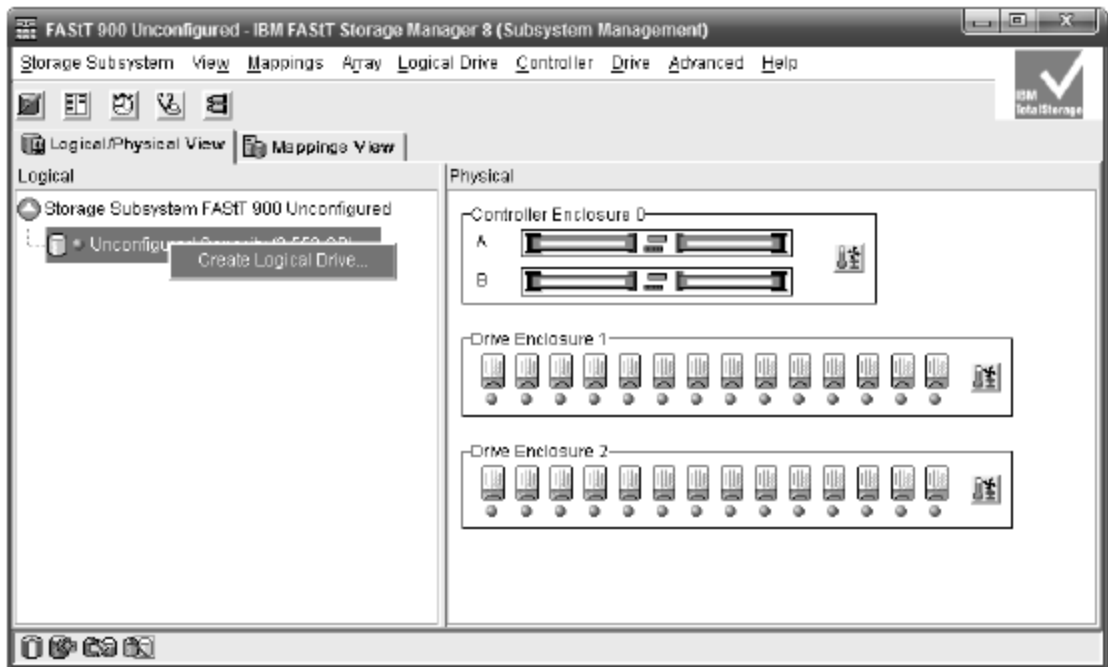 FAStT 900 Unconfigured - IBM FAStT Storage Manager 8 (Subsystem Management)
Storage Subsystem View Mappings Array Logical Drive Controller Drive Advanced Help
IBM
TotalStorage
Logical/Physical View Mappings View
Logical
Physical
Storage Subsystem FAStT 900 Unconfigured
Create Logical Drive...
Controller Enclosure 0
A
B
Drive Enclosure 1
Drive Enclosure 2